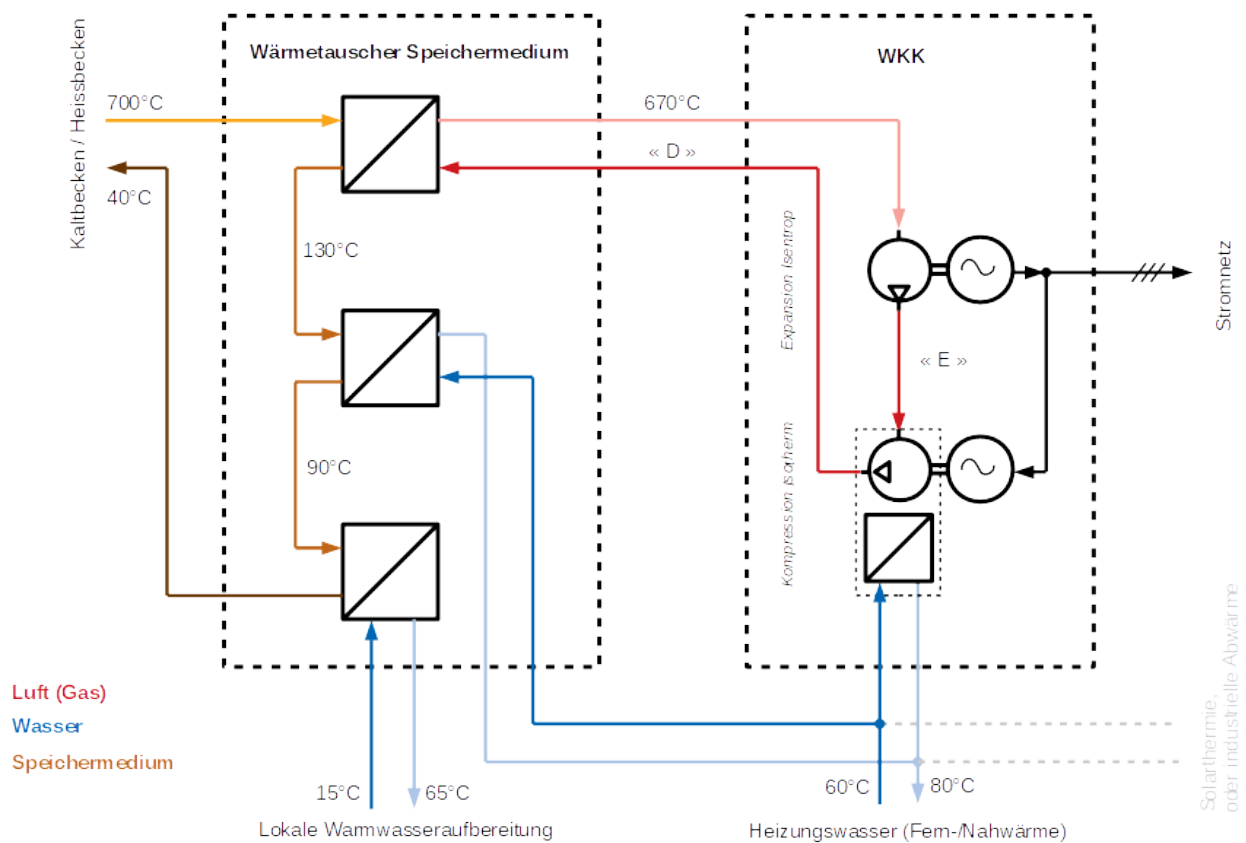 Wärmetauscher Speichermedium
WKK
Kaltbecken / Heissbecken
700°C
40°C
670°C
« D »
130°C
Expansion Isentrop
« E »
Stromnetz
90°C
Kompression Isotherm
Luft (Gas)
Wasser
Speichermedium
15°C
65°C
60°C
80°C
Lokale Warmwasseraufbereitung
Heizungswasser (Fern-/Nahwärme)
Solarthermie,
oder industrielle Abwärme